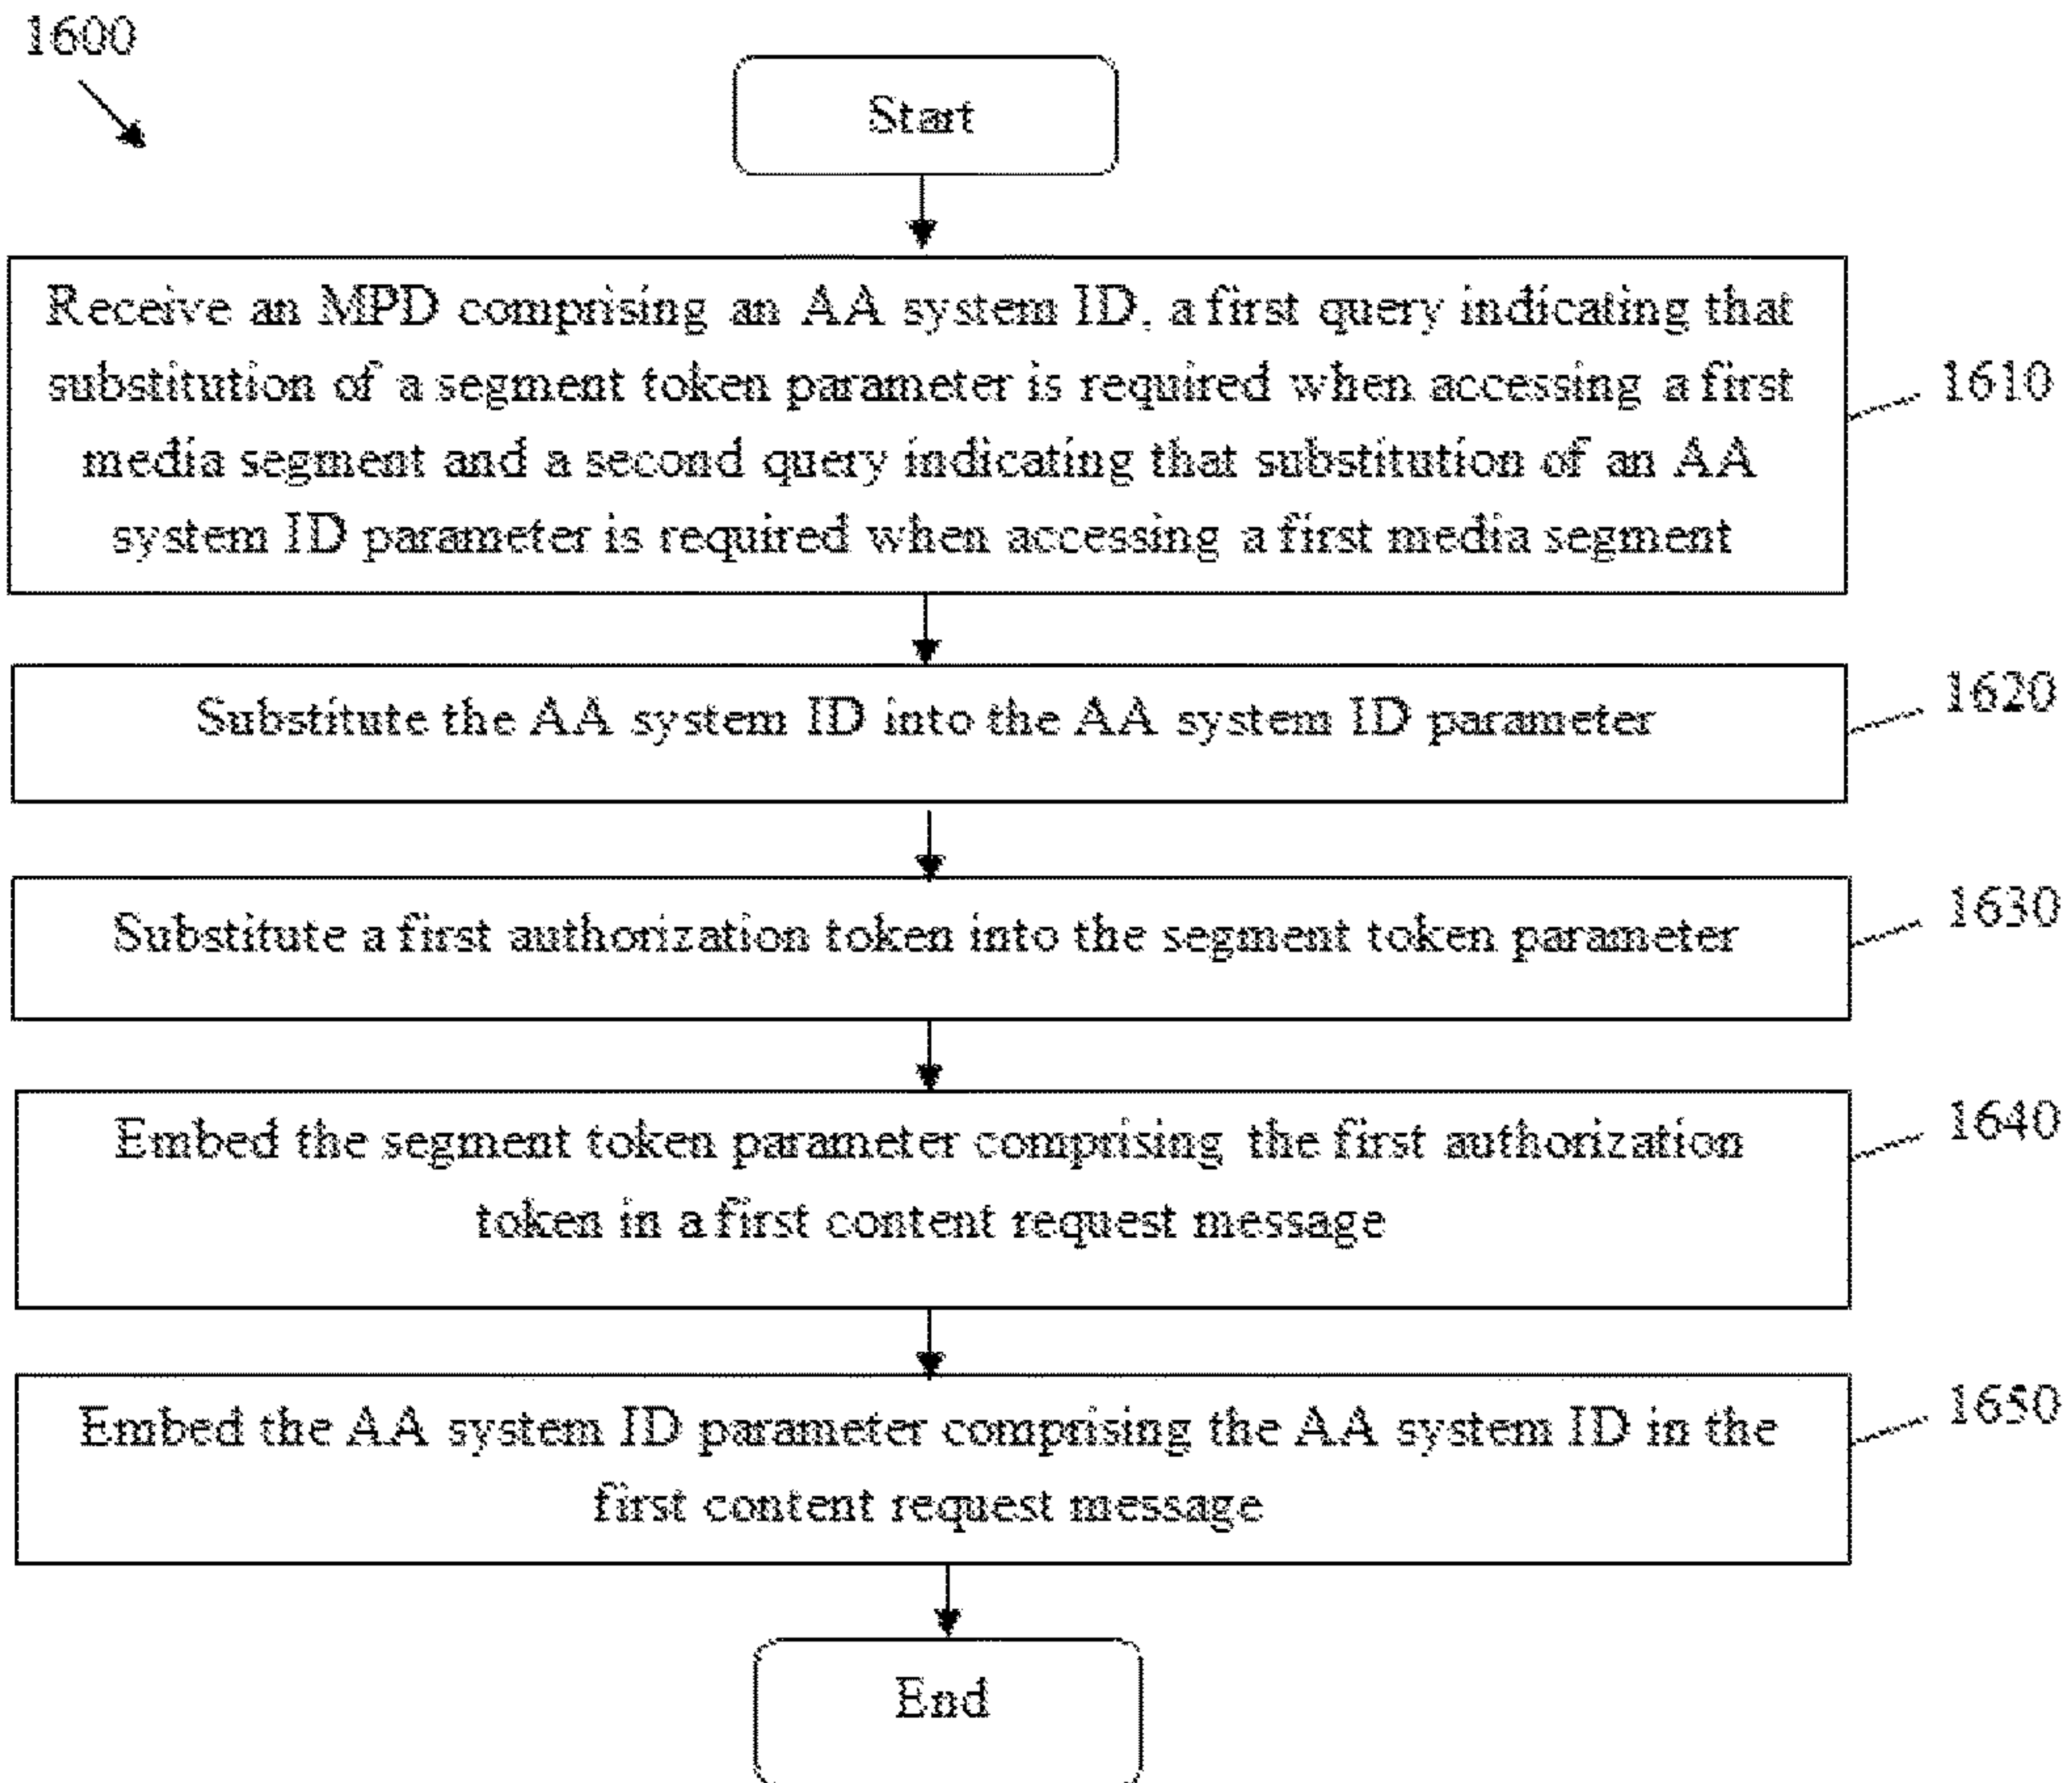 1600
Start
Receive an MPD comprising an AA system ID, a first query indicating that
substitution of a segment token parameter is required when accessing a first
media segment and a second query indicating that substitution of an AA
system ID parameter is required when accessing a first media segment
1610
Substitute the AA system ID into the AA system ID parameter
1620
Substitute a first authorization token into the segment token parameter
1630
Embed the segment token parameter comprising the first authorization
token in a first content request message
1640
Embed the AA system ID parameter comprising the AA system ID in the
first content request message
1650
End